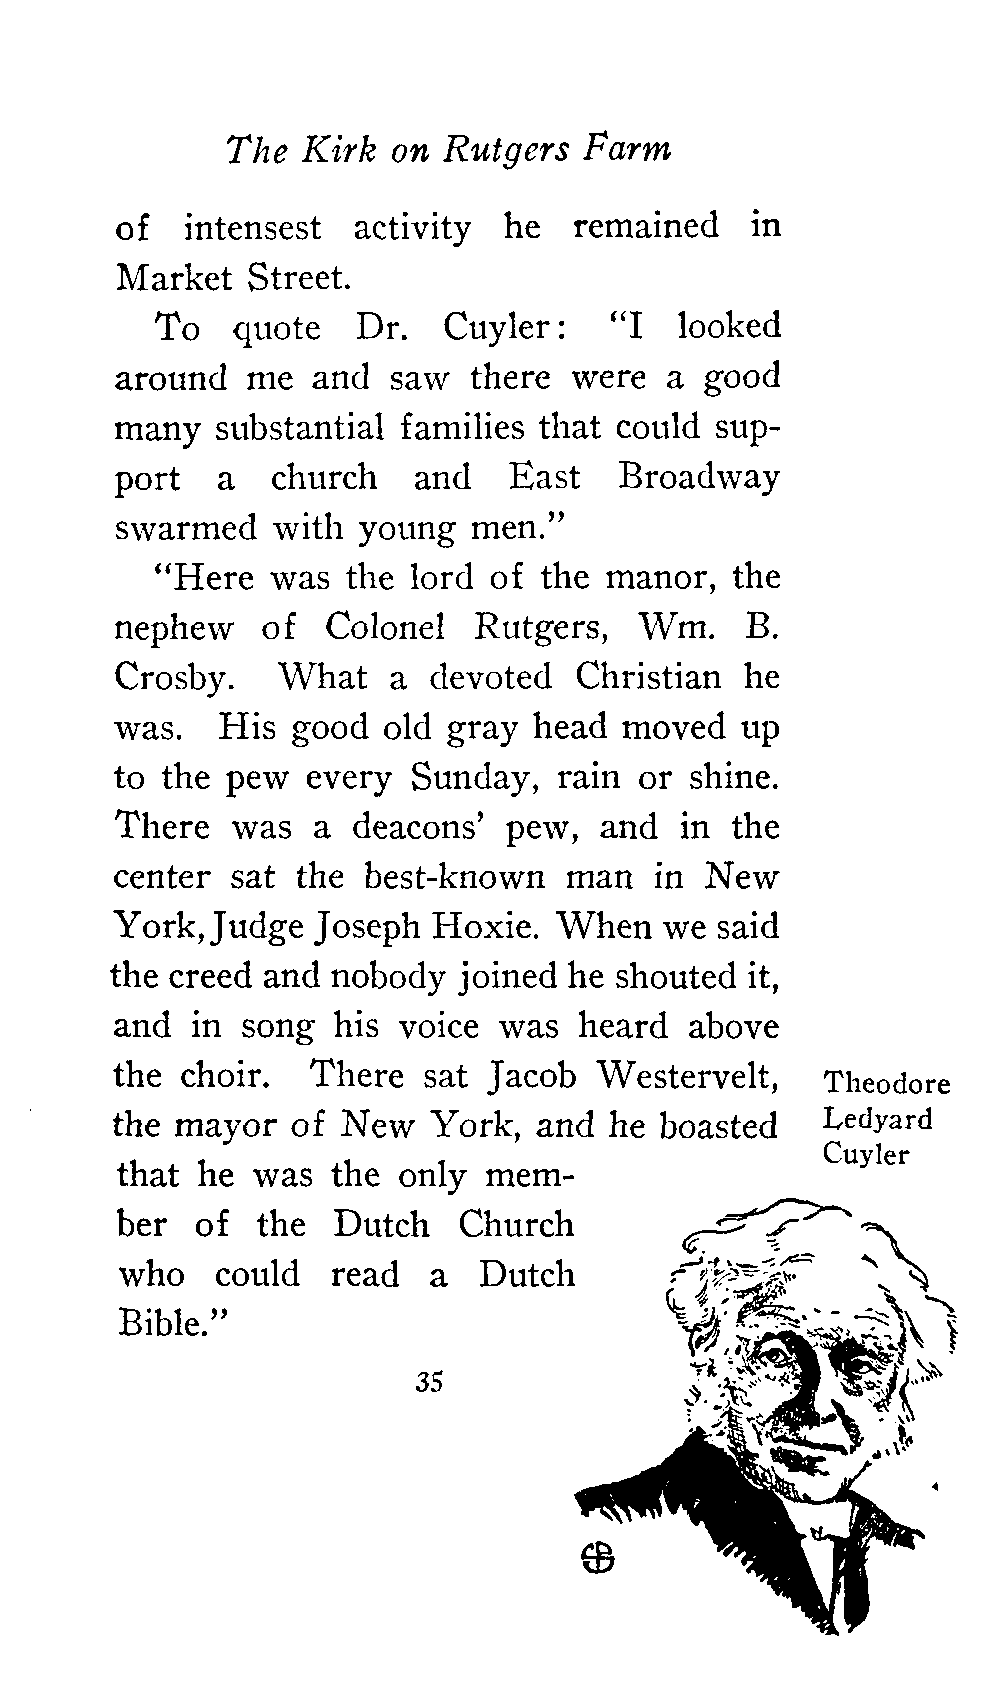 The Kirk on Rutgers Farm
of intensest activity he remained in
Market Street.
To quote Dr. Cuyler: “I looked
around me and saw there were a good
many substantial families that could sup-
port a church and East Broadway
swarmed with young men.”
“Here was the lord of the manor, the
nephew of Colonel Rutgers, Wm. B.
Crosby. What a devoted Christian he
was. His good old gray head moved up
to the pew every Sunday, rain or shine.
There was a deacons’ pew, and in the
center sat the best-known man in New
York, Judge Joseph Hoxie. When we said
the creed and nobody joined he shouted it,
and in song his voice was heard above
the choir. There sat Jacob Westervelt,
the mayor of New York, and he boasted
that he was the only mem-
ber of the Dutch Church
who could read a Dutch
Bible.”
Theodore
Ledyard
Cuyler
35